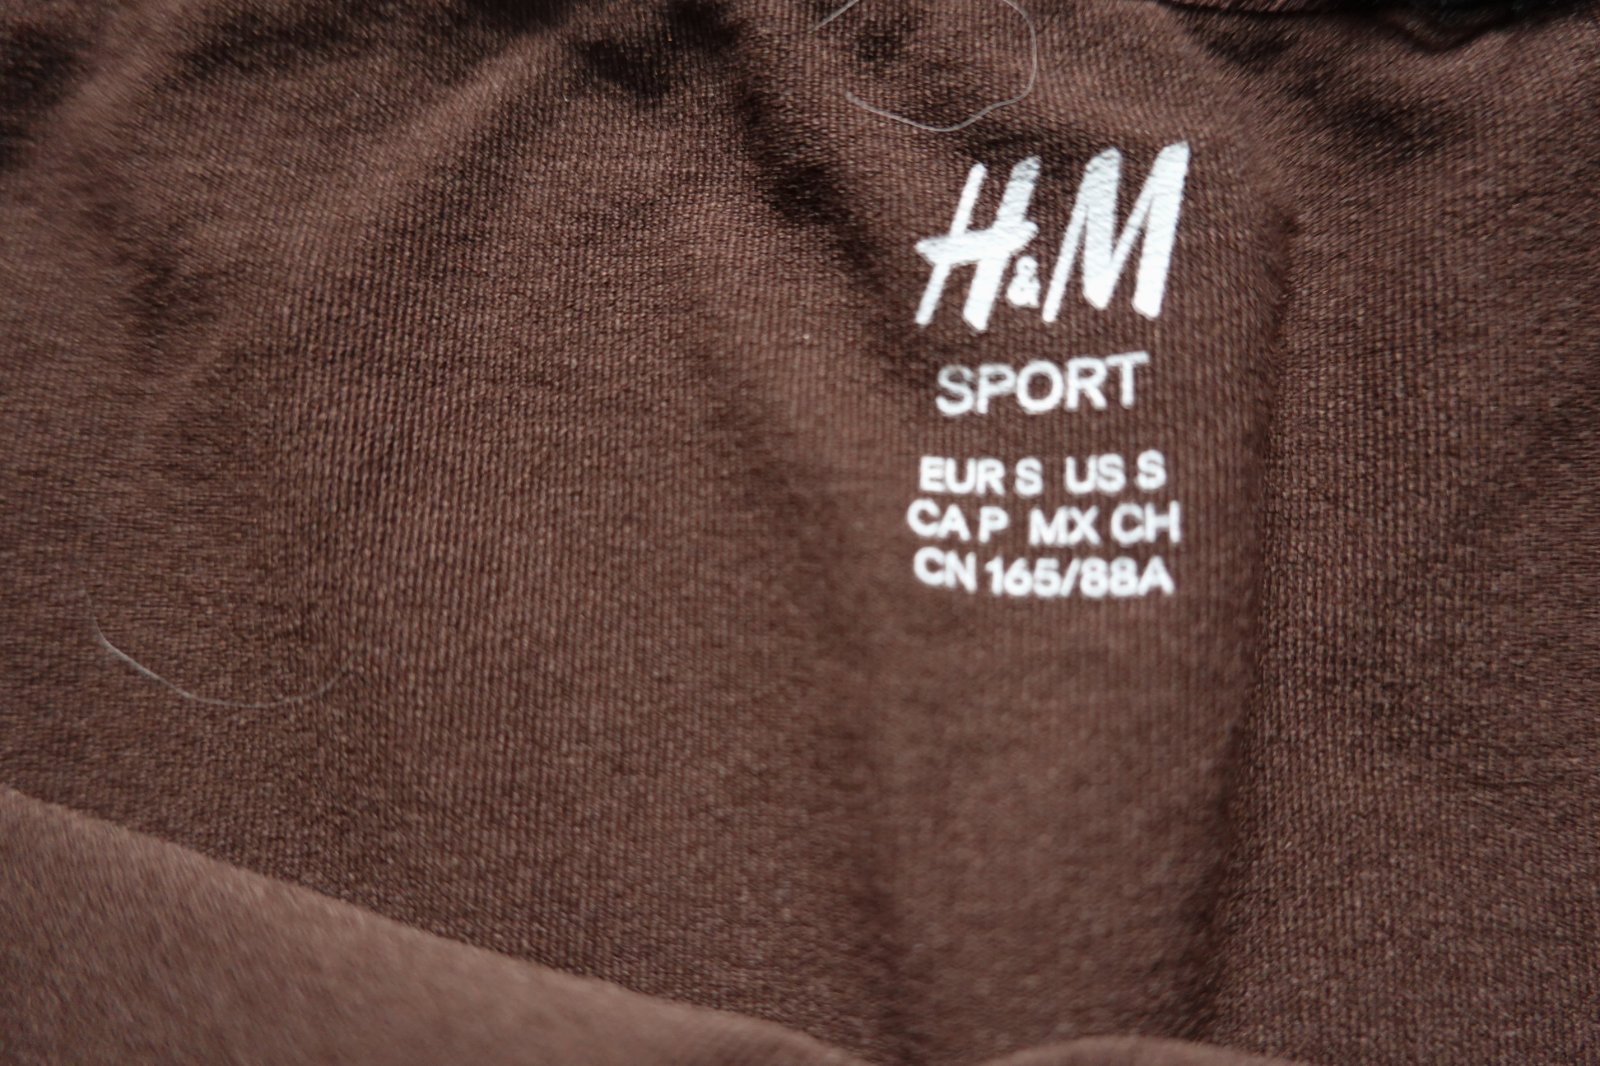 H&M
SPORT
EUR S US S
CA P MX CH
CN 165/88A